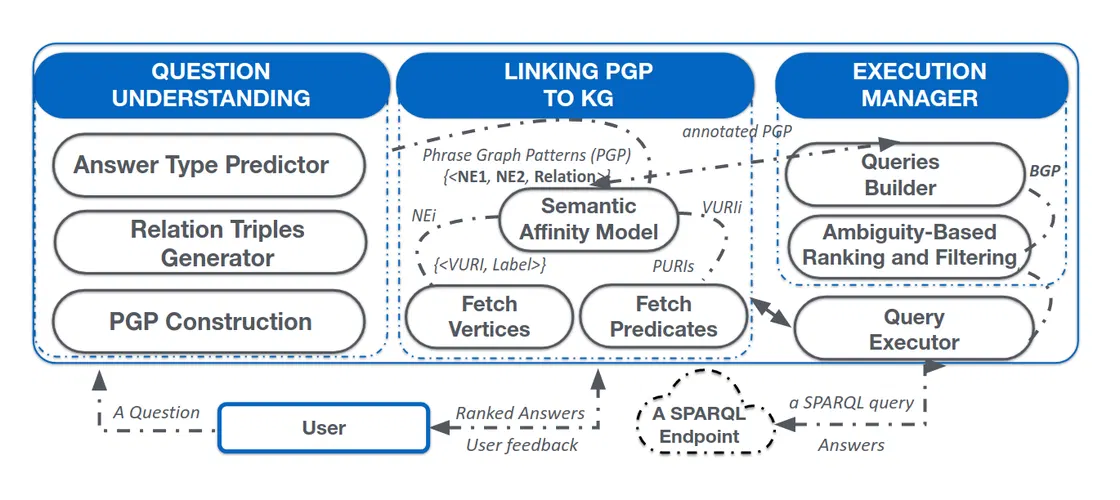 QUESTION
UNDERSTANDING
Answer Type Predictor
Relation Triples
Generator
PGP Construction
LINKING PGP
TO KG
annotated PGP
Phrase Graph Patterns (PGP)
{<NE1, NE2, Relation>}
Semantic
Affinity Model
NEi
VURIi
{<VURI, Label>}
PURIs
Fetch
Vertices
Fetch
Predicates
EXECUTION
MANAGER
Queries
Builder
BGP
Ambiguity-Based
Ranking and Filtering
Query
Executor
A Question
User
Ranked Answers
User feedback
A SPARQL
Endpoint
a SPARQL query
Answers